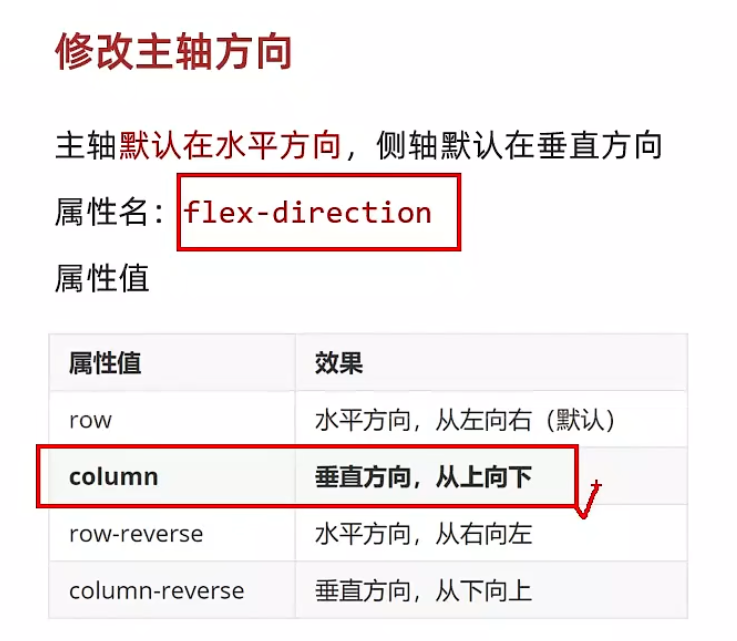 修改主轴方向
主轴默认在水平方向，侧轴默认在垂直方向
属性名：flex-direction
属性值
属性值 效果
row 水平方向，从左向右（默认）
column 垂直方向，从上向下
row-reverse 水平方向，从右向左
column-reverse 垂直方向，从下向上